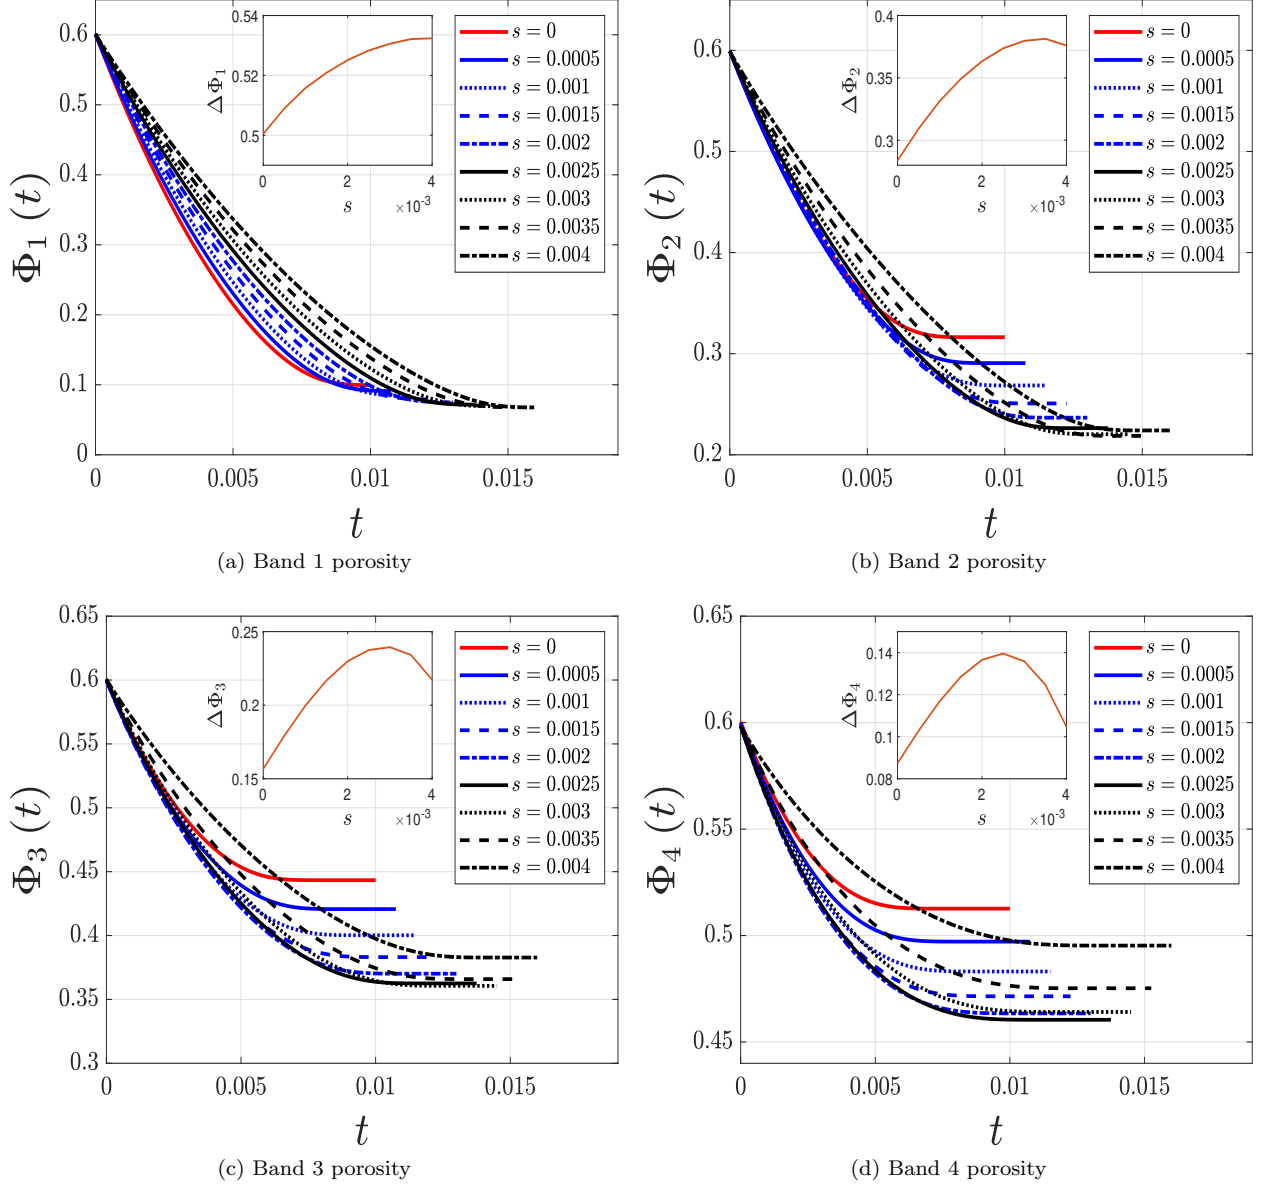 Φ₁(t)
0.6
0.5
0.4
0.3
0.2
0.1
0
0 0.005 0.01 0.015
t
ΔΦ₁
0.54
0.52
0.5
0 2 4
s ×10⁻³
s = 0
s = 0.0005
s = 0.001
s = 0.0015
s = 0.002
s = 0.0025
s = 0.003
s = 0.0035
s = 0.004
(a) Band 1 porosity
Φ₂(t)
0.6
0.5
0.4
0.3
0.2
0 0.005 0.01 0.015
t
ΔΦ₂
0.4
0.35
0.3
0 2 4
s ×10⁻³
s = 0
s = 0.0005
s = 0.001
s = 0.0015
s = 0.002
s = 0.0025
s = 0.003
s = 0.0035
s = 0.004
(b) Band 2 porosity
Φ₃(t)
0.65
0.6
0.55
0.5
0.45
0.4
0.35
0.3
0 0.005 0.01 0.015
t
ΔΦ₃
0.25
0.2
0.15
0 2 4
s ×10⁻³
s = 0
s = 0.0005
s = 0.001
s = 0.0015
s = 0.002
s = 0.0025
s = 0.003
s = 0.0035
s = 0.004
(c) Band 3 porosity
Φ₄(t)
0.65
0.6
0.55
0.5
0.45
0 0.005 0.01 0.015
t
ΔΦ₄
0.14
0.12
0.1
0.08
0 2 4
s ×10⁻³
s = 0
s = 0.0005
s = 0.001
s = 0.0015
s = 0.002
s = 0.0025
s = 0.003
s = 0.0035
s = 0.004
(d) Band 4 porosity